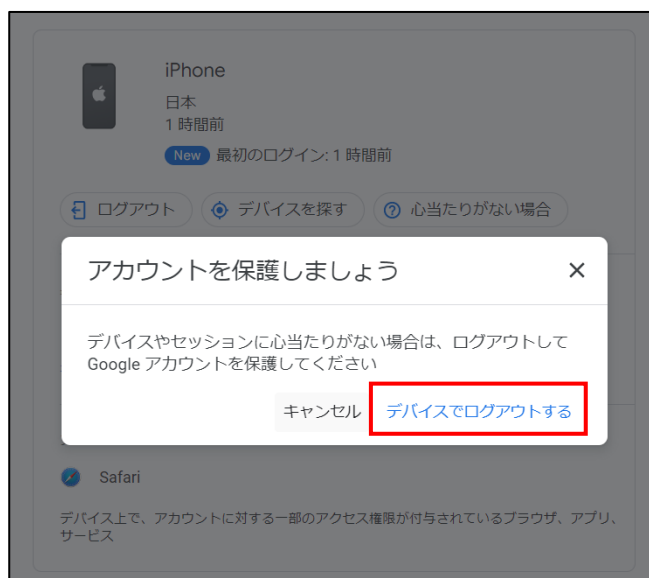 iPhone
日本
1 時間前
New 最初のログイン: 1 時間前
ログアウト デバイスを探す 心当たりがない場合
アカウントを保護しましょう
デバイスやセッションに心当たりがない場合は、ログアウトして
Google アカウントを保護してください
キャンセル デバイスでログアウトする
Safari
デバイス上で、アカウントに対する一部のアクセス権限が付与されているブラウザ、アプリ、
サービス